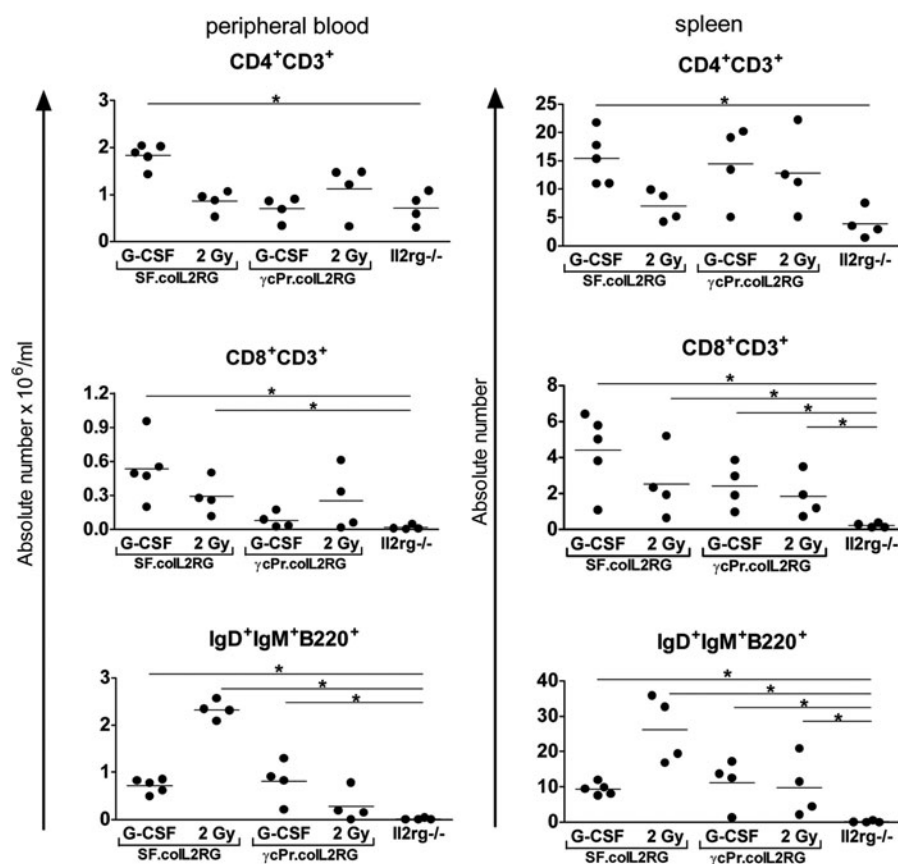 peripheral blood
spleen
CD4+CD3+
CD4+CD3+
*
*
3
2
1
0
25
20
15
10
5
0
G-CSF 2 Gy G-CSF 2 Gy Il2rg-/-
SF.coIL2RG γcPr.coIL2RG
G-CSF 2 Gy G-CSF 2 Gy Il2rg-/-
SF.coIL2RG γcPr.coIL2RG
Absolute number x 10⁶/ml
Absolute number
CD8+CD3+
CD8+CD3+
*
*
*
*
*
*
1.2
0.9
0.6
0.3
0.0
8
6
4
2
0
G-CSF 2 Gy G-CSF 2 Gy Il2rg-/-
SF.coIL2RG γcPr.coIL2RG
G-CSF 2 Gy G-CSF 2 Gy Il2rg-/-
SF.coIL2RG γcPr.coIL2RG
IgD+IgM+B220+
IgD+IgM+B220+
*
*
*
*
*
*
*
3
2
1
0
40
30
20
10
0
G-CSF 2 Gy G-CSF 2 Gy Il2rg-/-
SF.coIL2RG γcPr.coIL2RG
G-CSF 2 Gy G-CSF 2 Gy Il2rg-/-
SF.coIL2RG γcPr.coIL2RG